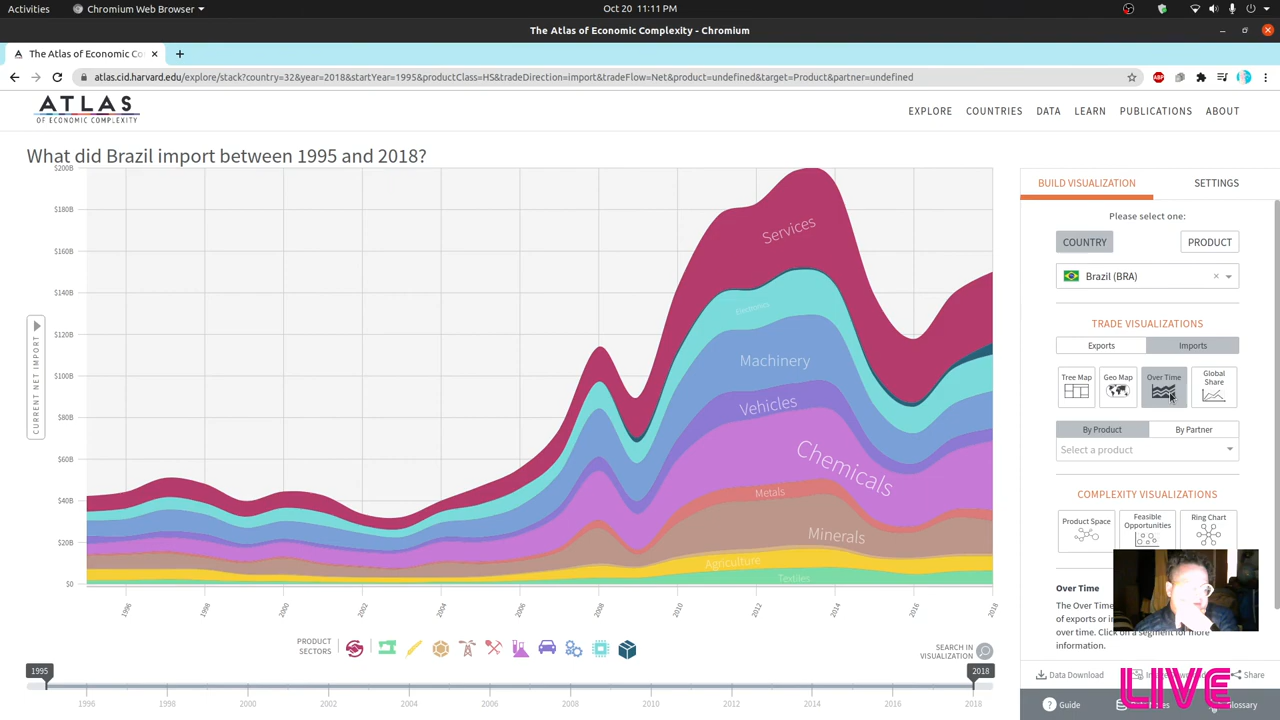 Activities
Chromium Web Browser
Oct 20 11:11 PM
The Atlas of Economic Complexity - Chromium
The Atlas of Economic Co
atlas.cid.harvard.edu/explore/stack?country=32&year=2018&startYear=1995&productClass=HS&tradeDirection=import&tradeFlow=Net&product=undefined&target=Product&partner=undefined
ABP
ATLAS
OF ECONOMIC COMPLEXITY
EXPLORE COUNTRIES DATA LEARN PUBLICATIONS ABOUT
What did Brazil import between 1995 and 2018?
$200B
$180B
$160B
$140B
$120B
$100B
$80B
$60B
$40B
$20B
$0
CURRENT NET IMPORT
Services
Electronics
Machinery
Vehicles
Chemicals
Metals
Minerals
Agriculture
Textiles
1996 1998 2000 2002 2004 2006 2008 2010 2012 2014 2016 2018
PRODUCT
SECTORS
SEARCH IN
VISUALIZATION
1995
2018
1996 1998 2000 2002 2004 2006 2008 2010 2012 2014 2016 2018
BUILD VISUALIZATION
SETTINGS
Please select one:
COUNTRY
PRODUCT
Brazil (BRA)
TRADE VISUALIZATIONS
Exports
Imports
Tree Map
Geo Map
Over Time
Global
Share
By Product
By Partner
Select a product
COMPLEXITY VISUALIZATIONS
Product Space
Feasible
Opportunities
Ring Chart
Over Time
The Over Time
of exports or i
over time. Click on a segment for more
information.
Data Download
Share
Guide
Glossary
LIVE